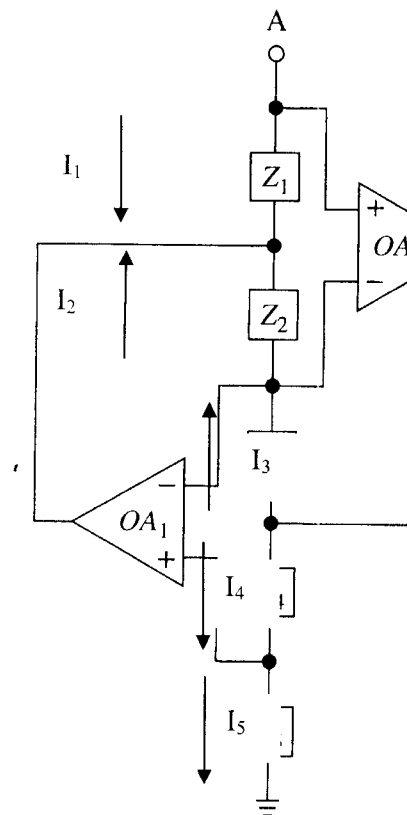 A
I₁
Z₁
+
OA
−
I₂
Z₂
I₃
−
OA₁
+
I₄
I₅